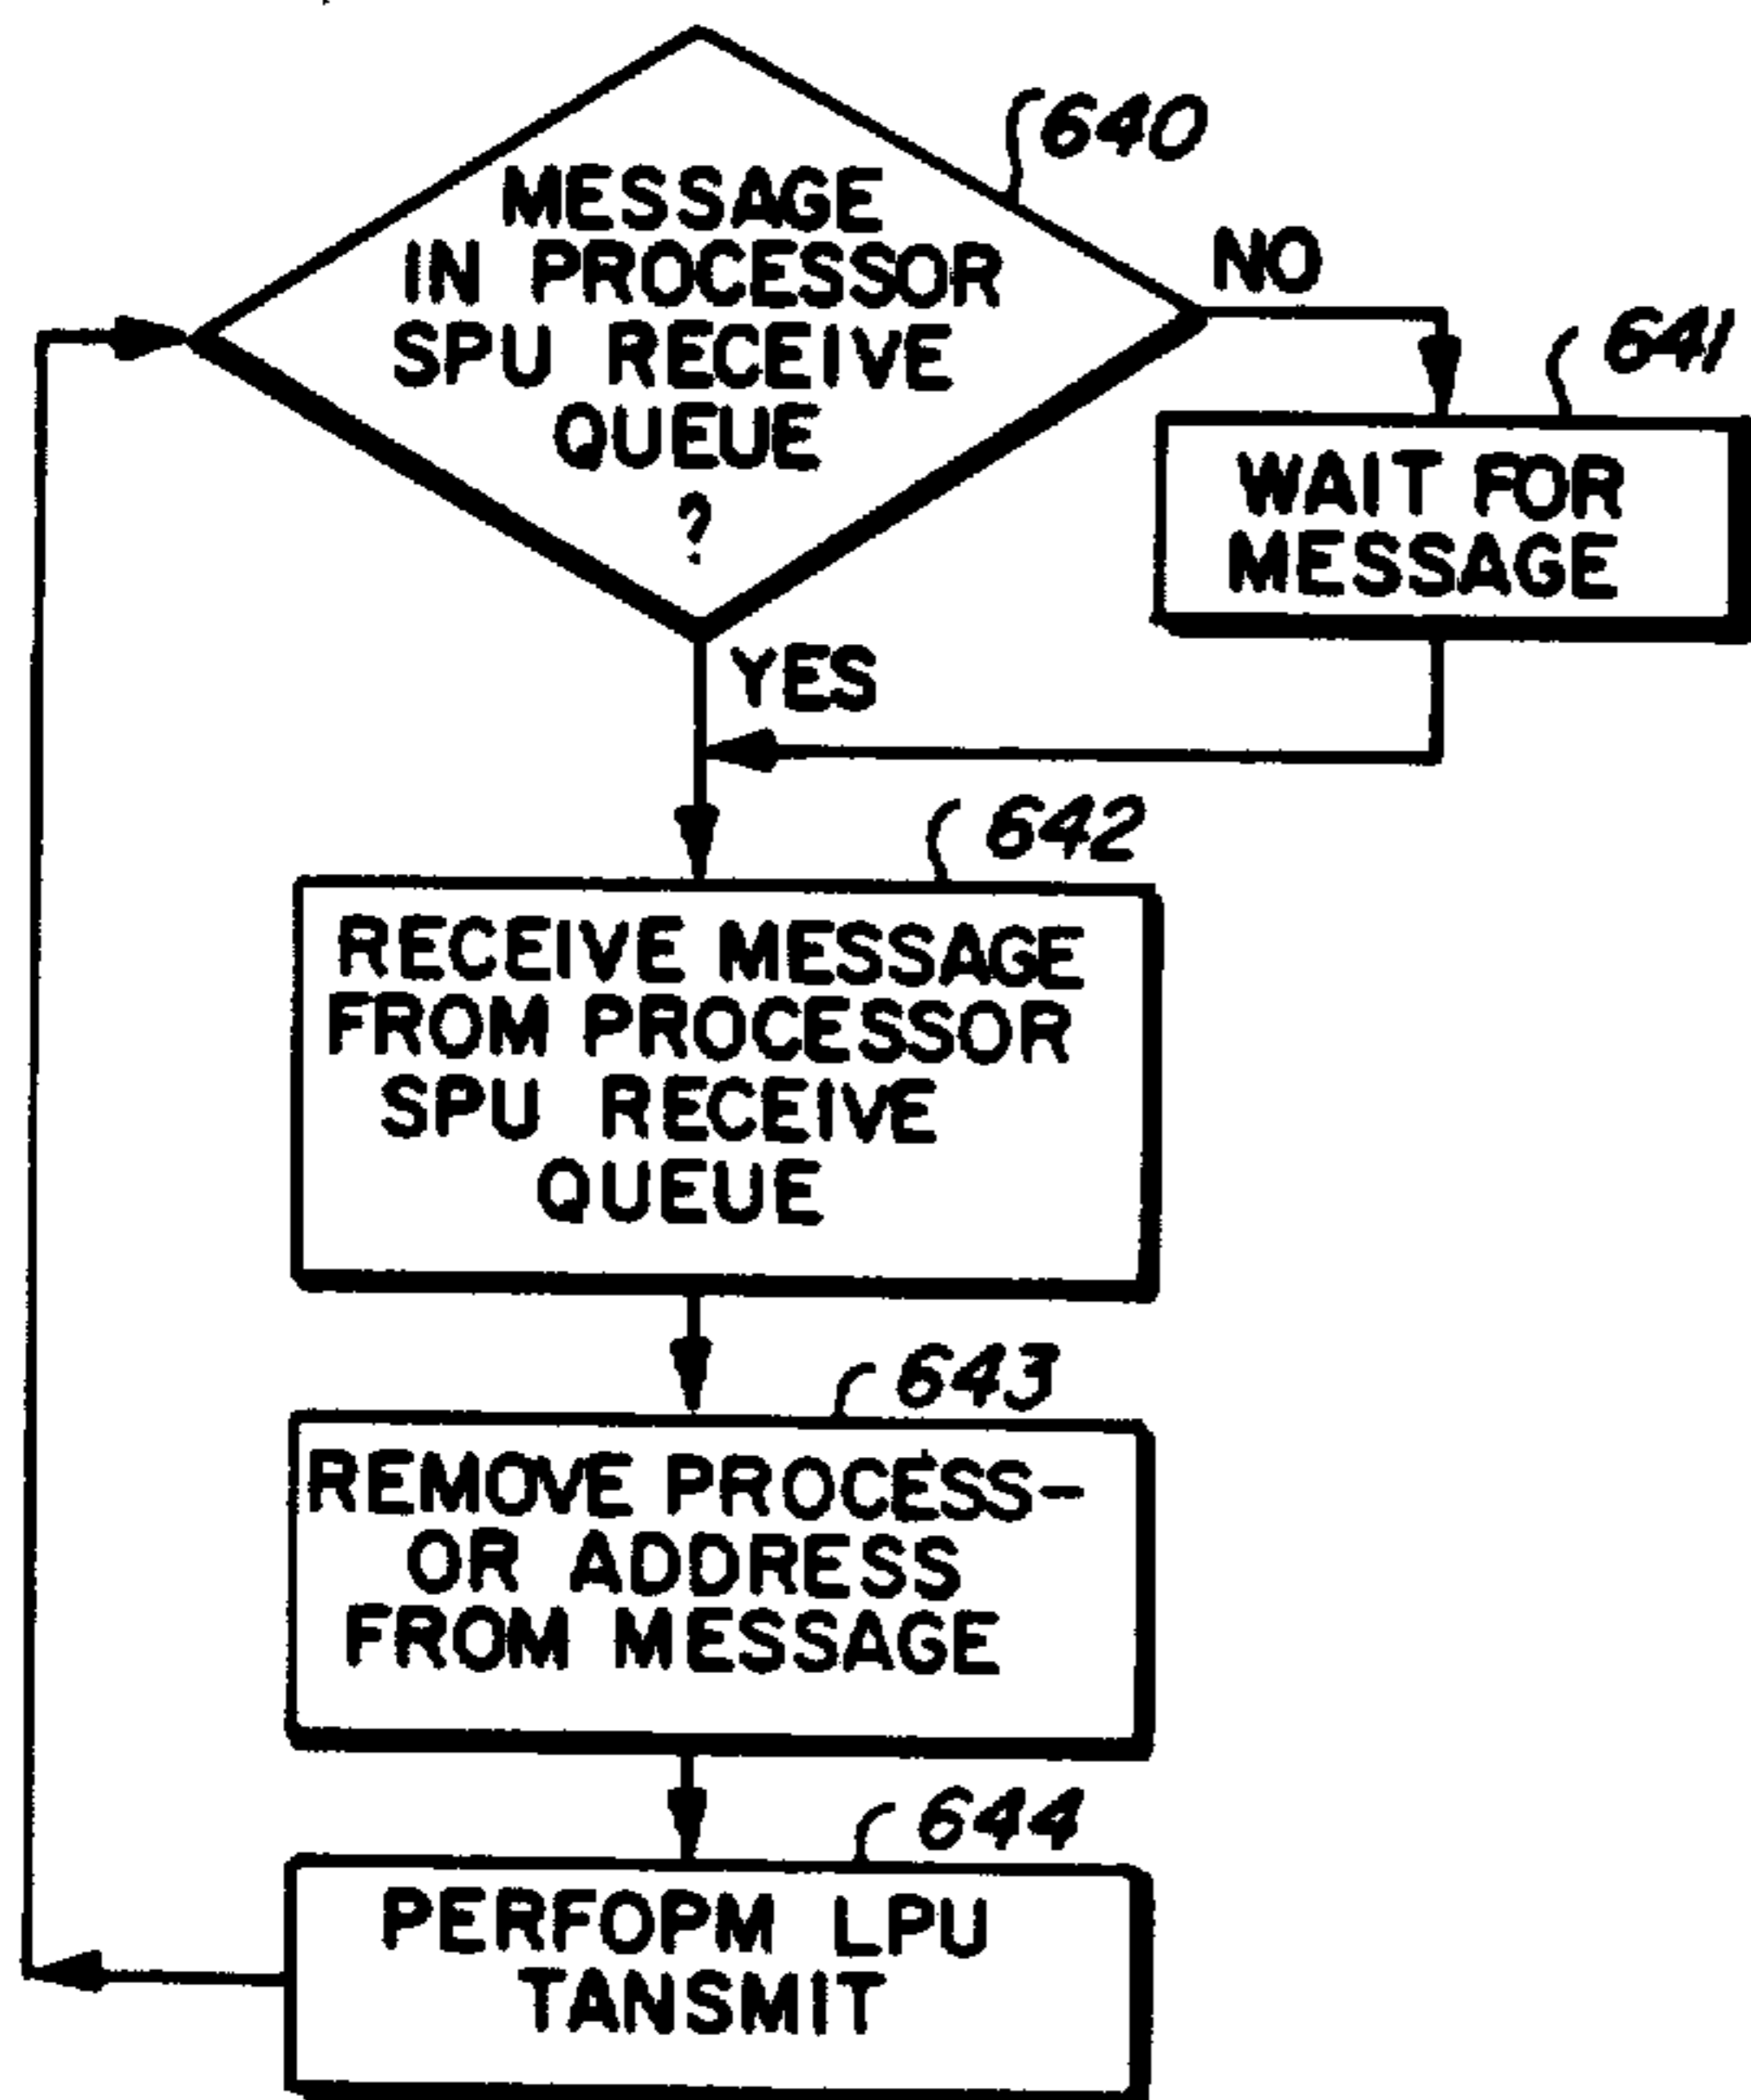 640
MESSAGE
IN PROCESSOR
SPU RECEIVE
QUEUE
?
NO
641
WAIT FOR
MESSAGE
YES
642
RECEIVE MESSAGE
FROM PROCESSOR
SPU RECEIVE
QUEUE
643
REMOVE PROCESS-
OR ADDRESS
FROM MESSAGE
644
PERFOPM LPU
TANSMIT